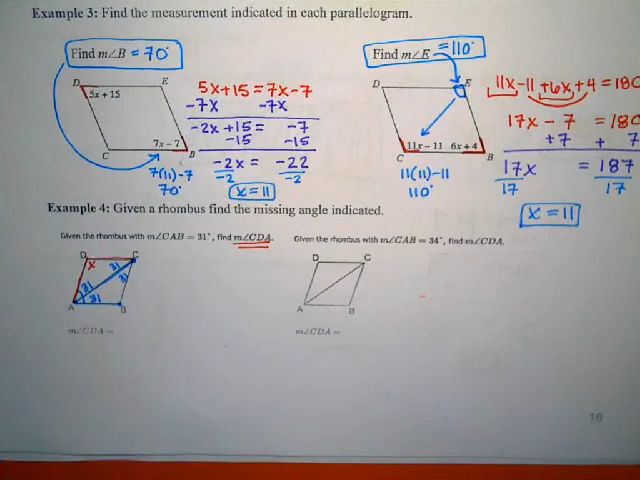 Example 3: Find the measurement indicated in each parallelogram.
Find m∠B = 70°
D E
5x + 15
7x - 7
C B
7(11)-7
70°
5x+15 = 7x-7
-7x -7x
-2x +15 = -7
-15 -15
-2x = -22
-2 -2
x = 11
Find m∠E = 110°
D E
11x - 11 6x + 4
C B
11(11)-11
110°
11x-11 +6x+4 = 180
17x - 7 = 180
+7 + 7
17x = 187
17 17
x = 11
Example 4: Given a rhombus find the missing angle indicated.
Given the rhombus with m∠CAB = 31°, find m∠CDA.
D C
x 31
31
31
31
A B
m∠CDA =
Given the rhombus with m∠CAB = 34°, find m∠CDA.
D C
A B
m∠CDA =
16